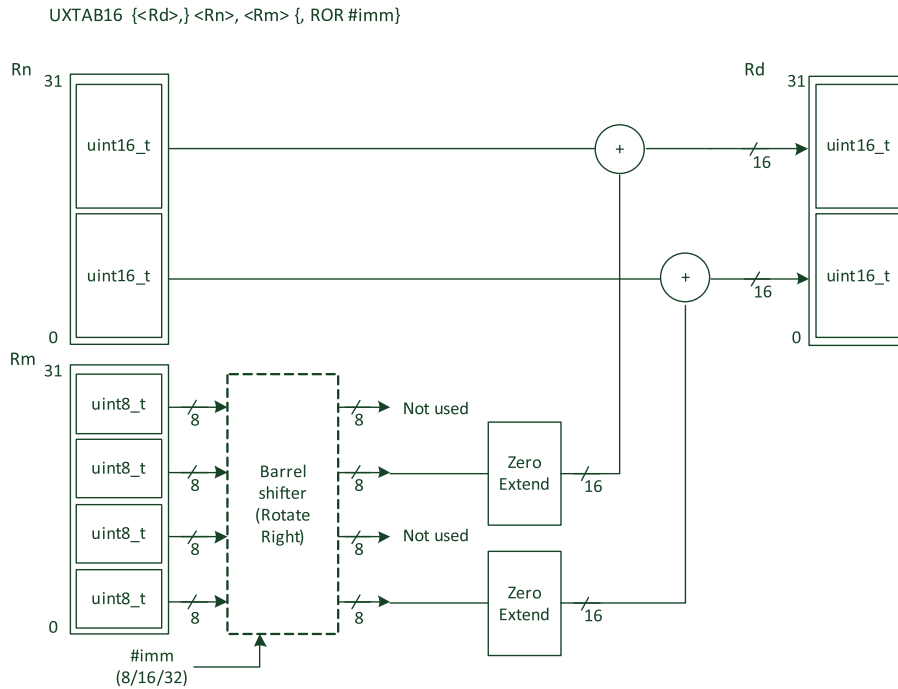 UXTAB16 {<Rd>,} <Rn>, <Rm> {, ROR #imm}
Rn
31
uint16_t
uint16_t
0
+
+
16
16
Rd
31
uint16_t
uint16_t
0
Rm
31
uint8_t
uint8_t
uint8_t
uint8_t
0
8
8
8
8
Barrel
shifter
(Rotate
Right)
#imm
(8/16/32)
8
8
8
8
Not used
Not used
Zero
Extend
16
Zero
Extend
16